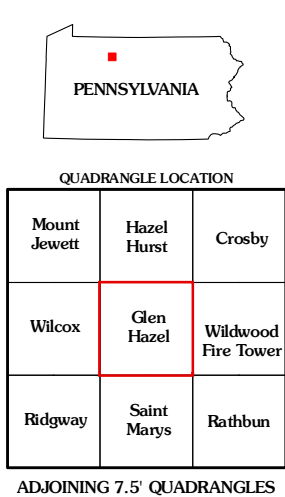 PENNSYLVANIA
QUADRANGLE LOCATION
Mount
Jewett
Hazel
Hurst
Crosby
Wilcox
Glen
Hazel
Wildwood
Fire Tower
Ridgway
Saint
Marys
Rathbun
ADJOINING 7.5' QUADRANGLES